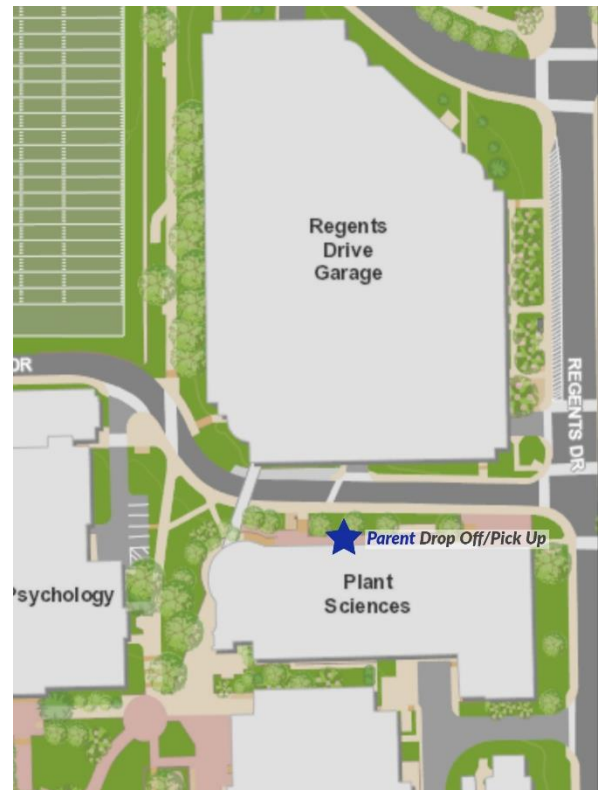 Regents
Drive
Garage
DR
REGENTS DR
Parent Drop Off/Pick Up
Plant
Sciences
Psychology